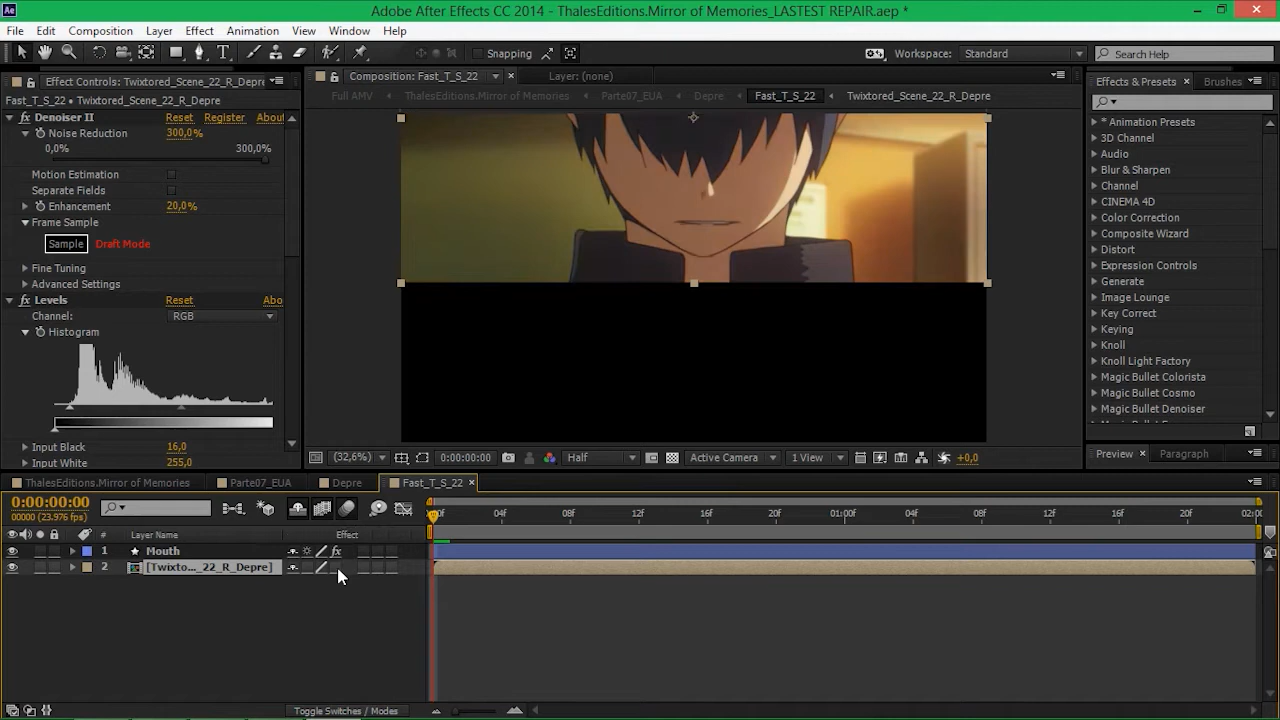 Ae
Adobe After Effects CC 2014 - ThalesEditions.Mirror of Memories_LASTEST REPAIR.aep *
File Edit Composition Layer Effect Animation View Window Help
Snapping
Workspace: Standard
Search Help
Effect Controls: Twixtored_Scene_22_R_Depre
Composition: Fast_T_S_22
Layer: (none)
Effects & Presets
Brushes
Fast_T_S_22 • Twixtored_Scene_22_R_Depre
Full AMV
ThalesEditions.Mirror of Memories
Parte07_EUA
Depre
Fast_T_S_22
Twixtored_Scene_22_R_Depre
fx Denoiser II Reset Register Abou
Noise Reduction 300,0%
0,0% 300,0%
Motion Estimation
Separate Fields
Enhancement 20,0%
Frame Sample
Sample Draft Mode
Fine Tuning
Advanced Settings
fx Levels Reset Abo
Channel: RGB
Histogram
Input Black 16,0
Input White 255,0
* Animation Presets
3D Channel
Audio
Blur & Sharpen
Channel
CINEMA 4D
Color Correction
Composite Wizard
Distort
Expression Controls
Generate
Image Lounge
Key Correct
Keying
Knoll
Knoll Light Factory
Magic Bullet Colorista
Magic Bullet Cosmo
Magic Bullet Denoiser
(32,6%) 0:00:00:00 Half Active Camera 1 View +0,0
Preview Paragraph
ThalesEditions.Mirror of Memories Parte07_EUA Depre Fast_T_S_22
0:00:00:00
00000 (23.976 fps)
04F 08F 12F 16F 20F 01:00F 04F 08F 12F 16F 20F
# Layer Name Effect
1 Mouth fx
2 [Twixto..._22_R_Depre]
Toggle Switches / Modes